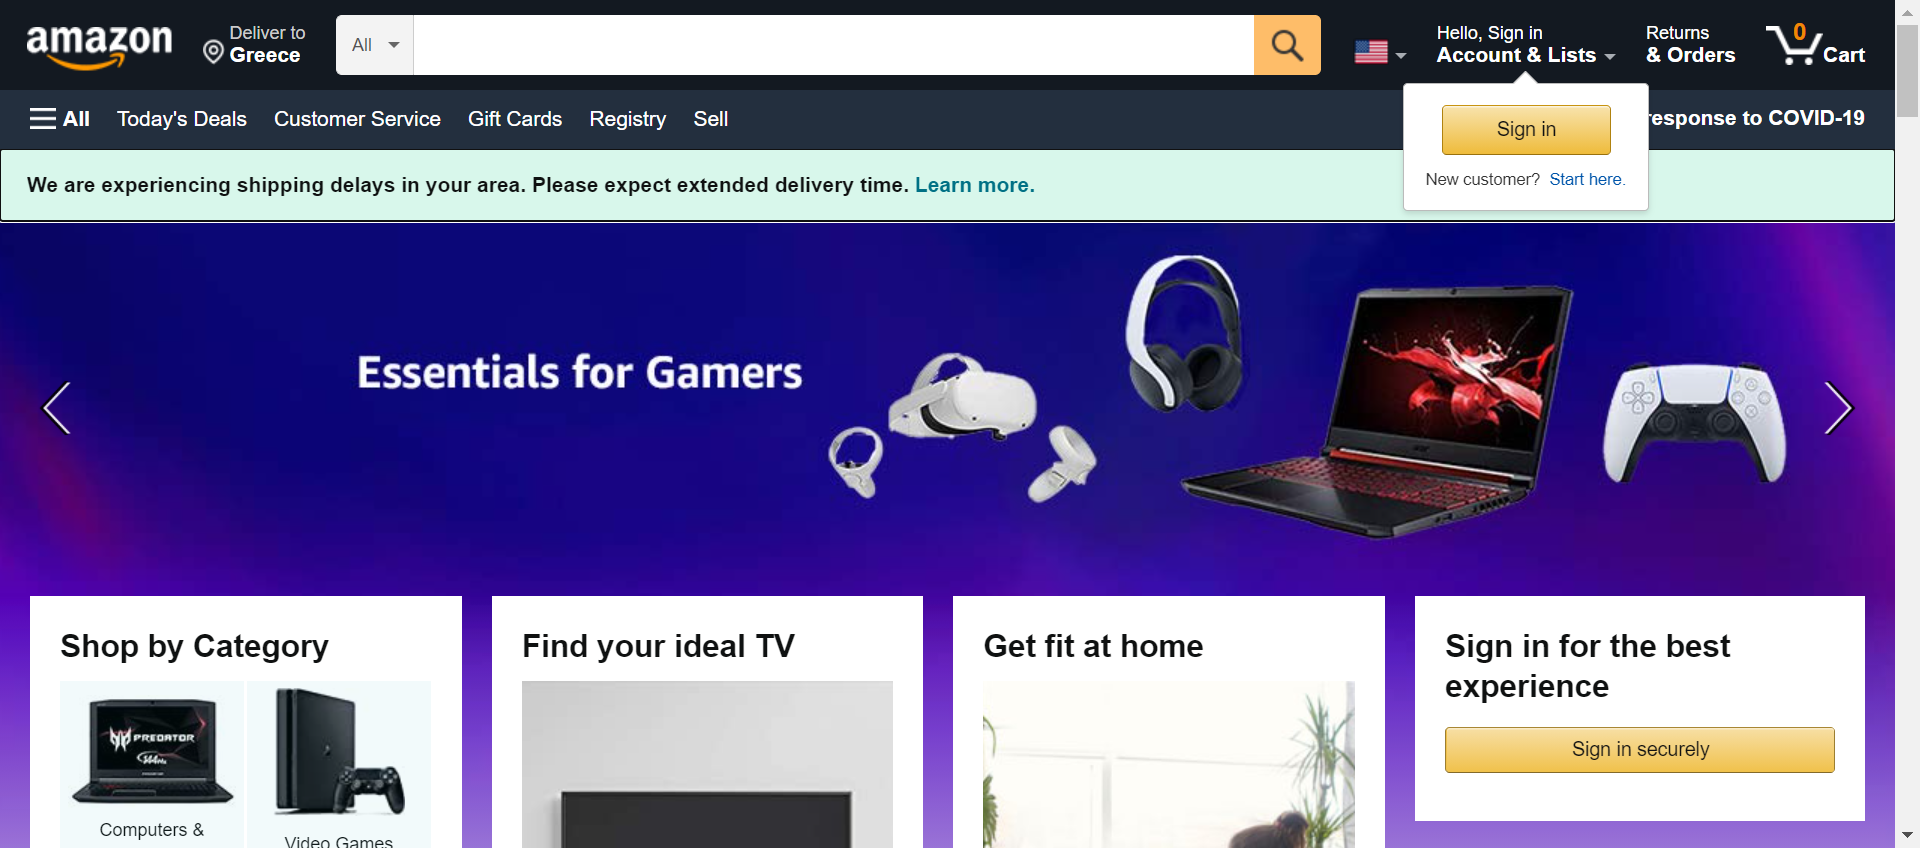 amazon
Deliver to
Greece
All
Hello, Sign in
Account & Lists
Returns
& Orders
0
Cart
All
Today's Deals
Customer Service
Gift Cards
Registry
Sell
response to COVID-19
Sign in
New customer? Start here.
We are experiencing shipping delays in your area. Please expect extended delivery time. Learn more.
Essentials for Gamers
Shop by Category
Find your ideal TV
Get fit at home
Sign in for the best
experience
PREDATOR
144Hz
Sign in securely
Computers &
Video Games